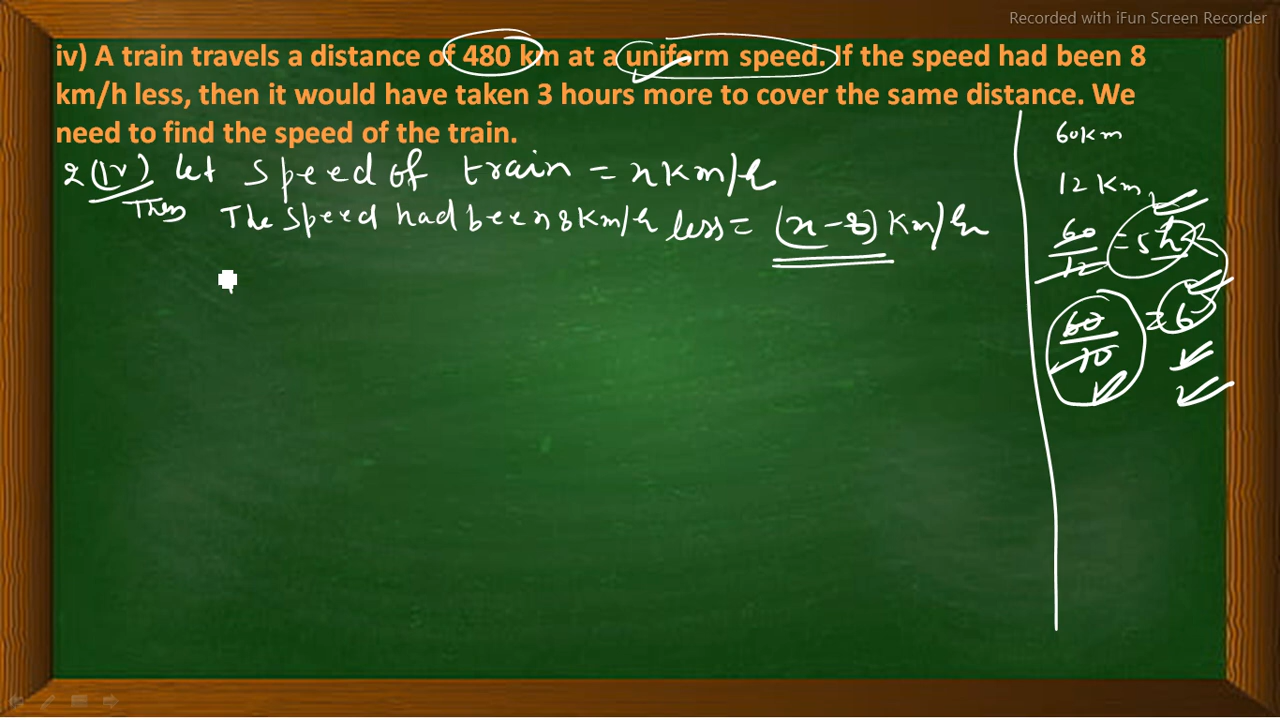 Recorded with iFun Screen Recorder
iv) A train travels a distance of 480 km at a uniform speed. If the speed had been 8
km/h less, then it would have taken 3 hours more to cover the same distance. We
need to find the speed of the train.
2(iv) let speed of train = x km/h
Then The speed had been 8 km/h less = (x-8) km/h
60 km
12 km
60/12 = 5h
60/10 = 6